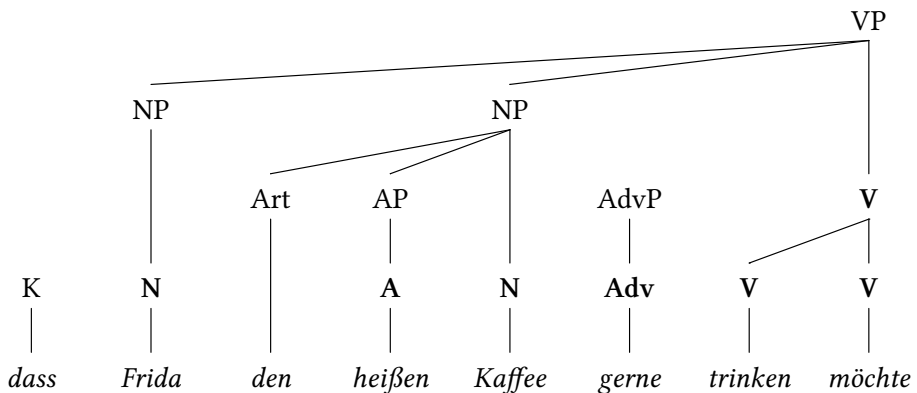 VP
NP NP
Art AP AdvP V
K N A N Adv V V
dass Frida den heißen Kaffee gerne trinken möchte